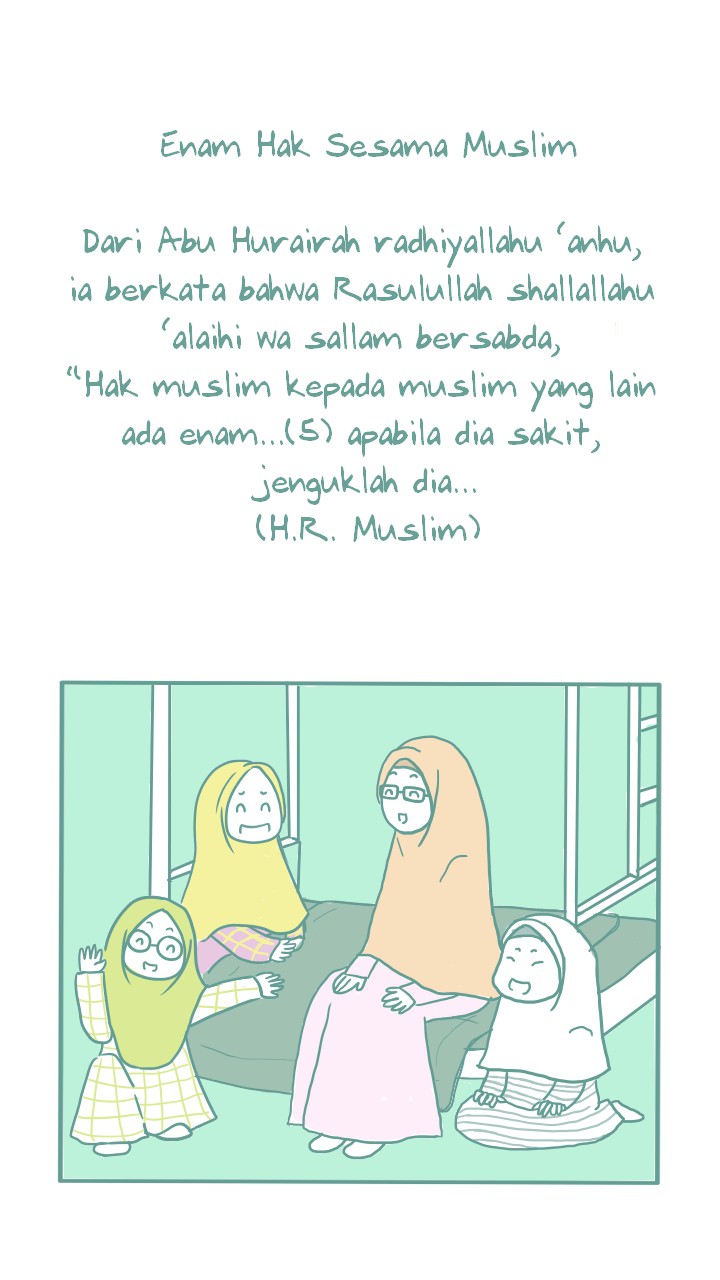 Enam Hak Sesama Muslim
Dari Abu Hurairah radhiyallahu ‘anhu,
ia berkata bahwa Rasulullah shallallahu
‘alaihi wa sallam bersabda,
“Hak muslim kepada muslim yang lain
ada enam...(5) apabila dia sakit,
jenguklah dia...
(H.R. Muslim)